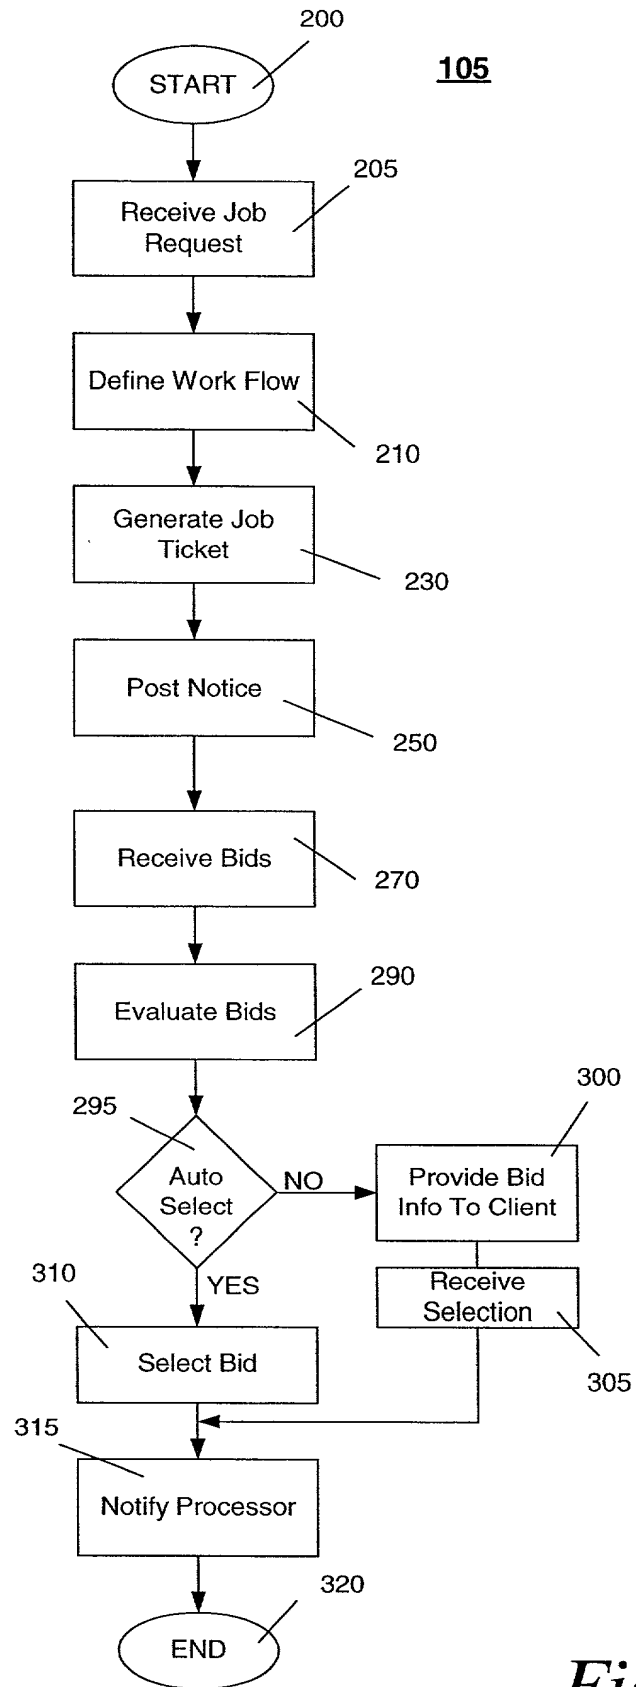 200
START
105
205
Receive Job
Request
Define Work Flow
210
Generate Job
Ticket
230
Post Notice
250
Receive Bids
270
290
Evaluate Bids
295
300
Auto
Select
?
NO
Provide Bid
Info To Client
310
YES
Receive
Selection
Select Bid
305
315
Notify Processor
320
END